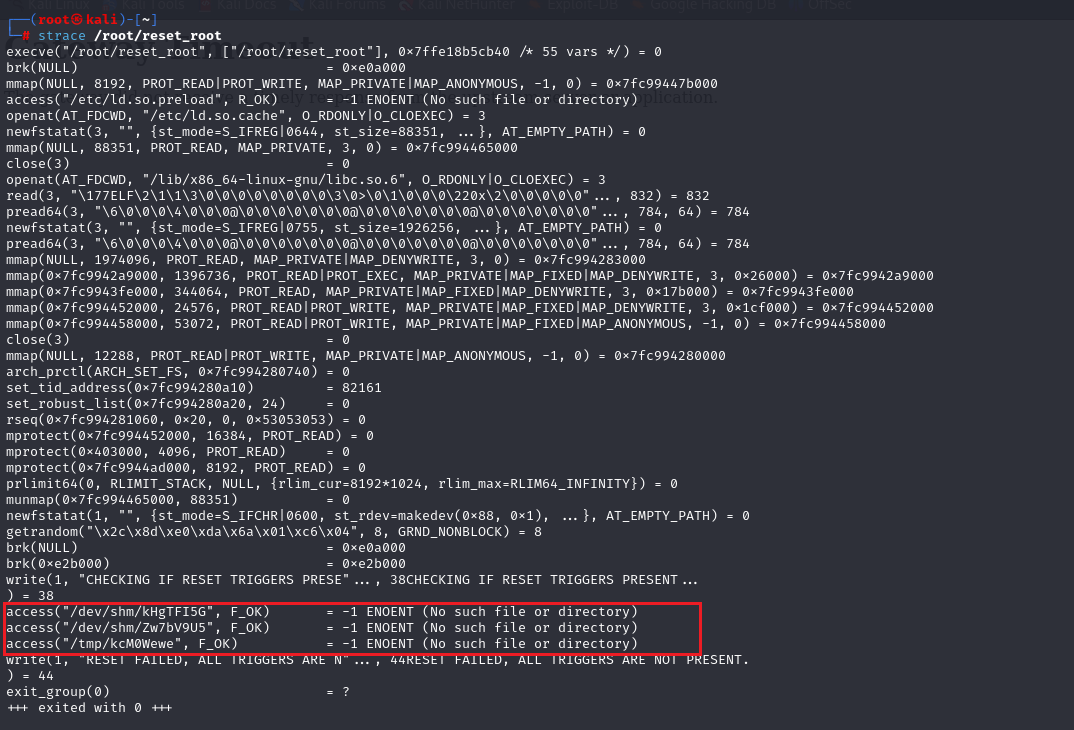 Kali Linux Kali Tools Kali Docs Kali Forums Kali NetHunter Exploit-DB Google Hacking DB OffSec
┌──(root㉿kali)-[~]
└─# strace /root/reset_root
execve("/root/reset_root", ["/root/reset_root"], 0×7ffe18b5cb40 /* 55 vars */) = 0
brk(NULL) = 0×e0a000
mmap(NULL, 8192, PROT_READ|PROT_WRITE, MAP_PRIVATE|MAP_ANONYMOUS, -1, 0) = 0×7fc99447b000
access("/etc/ld.so.preload", R_OK) = -1 ENOENT (No such file or directory)
openat(AT_FDCWD, "/etc/ld.so.cache", O_RDONLY|O_CLOEXEC) = 3
newfstatat(3, "", {st_mode=S_IFREG|0644, st_size=88351, ...}, AT_EMPTY_PATH) = 0
mmap(NULL, 88351, PROT_READ, MAP_PRIVATE, 3, 0) = 0×7fc994465000
close(3) = 0
openat(AT_FDCWD, "/lib/x86_64-linux-gnu/libc.so.6", O_RDONLY|O_CLOEXEC) = 3
read(3, "\177ELF\2\1\1\3\0\0\0\0\0\0\0\0\3\0>\0\1\0\0\0\220x\2\0\0\0\0\0"..., 832) = 832
pread64(3, "\6\0\0\0\4\0\0\0@\0\0\0\0\0\0\0@\0\0\0\0\0\0\0@\0\0\0\0\0\0\0"..., 784, 64) = 784
newfstatat(3, "", {st_mode=S_IFREG|0755, st_size=1926256, ...}, AT_EMPTY_PATH) = 0
pread64(3, "\6\0\0\0\4\0\0\0@\0\0\0\0\0\0\0@\0\0\0\0\0\0\0@\0\0\0\0\0\0\0"..., 784, 64) = 784
mmap(NULL, 1974096, PROT_READ, MAP_PRIVATE|MAP_DENYWRITE, 3, 0) = 0×7fc994283000
mmap(0×7fc9942a9000, 1396736, PROT_READ|PROT_EXEC, MAP_PRIVATE|MAP_FIXED|MAP_DENYWRITE, 3, 0×26000) = 0×7fc9942a9000
mmap(0×7fc9943fe000, 344064, PROT_READ, MAP_PRIVATE|MAP_FIXED|MAP_DENYWRITE, 3, 0×17b000) = 0×7fc9943fe000
mmap(0×7fc994452000, 24576, PROT_READ|PROT_WRITE, MAP_PRIVATE|MAP_FIXED|MAP_DENYWRITE, 3, 0×1cf000) = 0×7fc994452000
mmap(0×7fc994458000, 53072, PROT_READ|PROT_WRITE, MAP_PRIVATE|MAP_FIXED|MAP_ANONYMOUS, -1, 0) = 0×7fc994458000
close(3) = 0
mmap(NULL, 12288, PROT_READ|PROT_WRITE, MAP_PRIVATE|MAP_ANONYMOUS, -1, 0) = 0×7fc994280000
arch_prctl(ARCH_SET_FS, 0×7fc994280740) = 0
set_tid_address(0×7fc994280a10) = 82161
set_robust_list(0×7fc994280a20, 24) = 0
rseq(0×7fc994281060, 0×20, 0, 0×53053053) = 0
mprotect(0×7fc994452000, 16384, PROT_READ) = 0
mprotect(0×403000, 4096, PROT_READ) = 0
mprotect(0×7fc9944ad000, 8192, PROT_READ) = 0
prlimit64(0, RLIMIT_STACK, NULL, {rlim_cur=8192*1024, rlim_max=RLIM64_INFINITY}) = 0
munmap(0×7fc994465000, 88351) = 0
newfstatat(1, "", {st_mode=S_IFCHR|0600, st_rdev=makedev(0×88, 0×1), ...}, AT_EMPTY_PATH) = 0
getrandom("\x2c\x8d\xe0\xda\x6a\x01\xc6\x04", 8, GRND_NONBLOCK) = 8
brk(NULL) = 0×e0a000
brk(0×e2b000) = 0×e2b000
write(1, "CHECKING IF RESET TRIGGERS PRESE"..., 38CHECKING IF RESET TRIGGERS PRESENT...
) = 38
access("/dev/shm/kHgTFI5G", F_OK) = -1 ENOENT (No such file or directory)
access("/dev/shm/Zw7bV9U5", F_OK) = -1 ENOENT (No such file or directory)
access("/tmp/kcM0Wewe", F_OK) = -1 ENOENT (No such file or directory)
write(1, "RESET FAILED, ALL TRIGGERS ARE N"..., 44RESET FAILED, ALL TRIGGERS ARE NOT PRESENT.
) = 44
exit_group(0) = ?
+++ exited with 0 +++